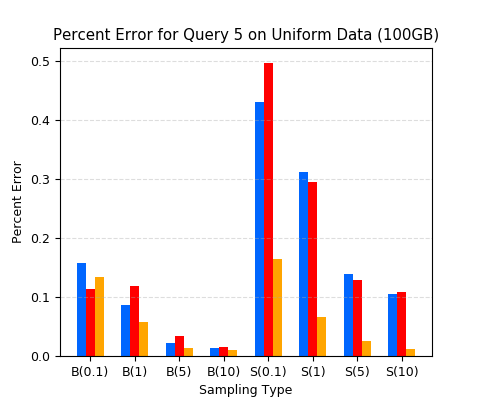 Percent Error for Query 5 on Uniform Data (100GB)
0.5
0.4
0.3
0.2
0.1
0.0
Percent Error
B(0.1) B(1) B(5) B(10) S(0.1) S(1) S(5) S(10)
Sampling Type